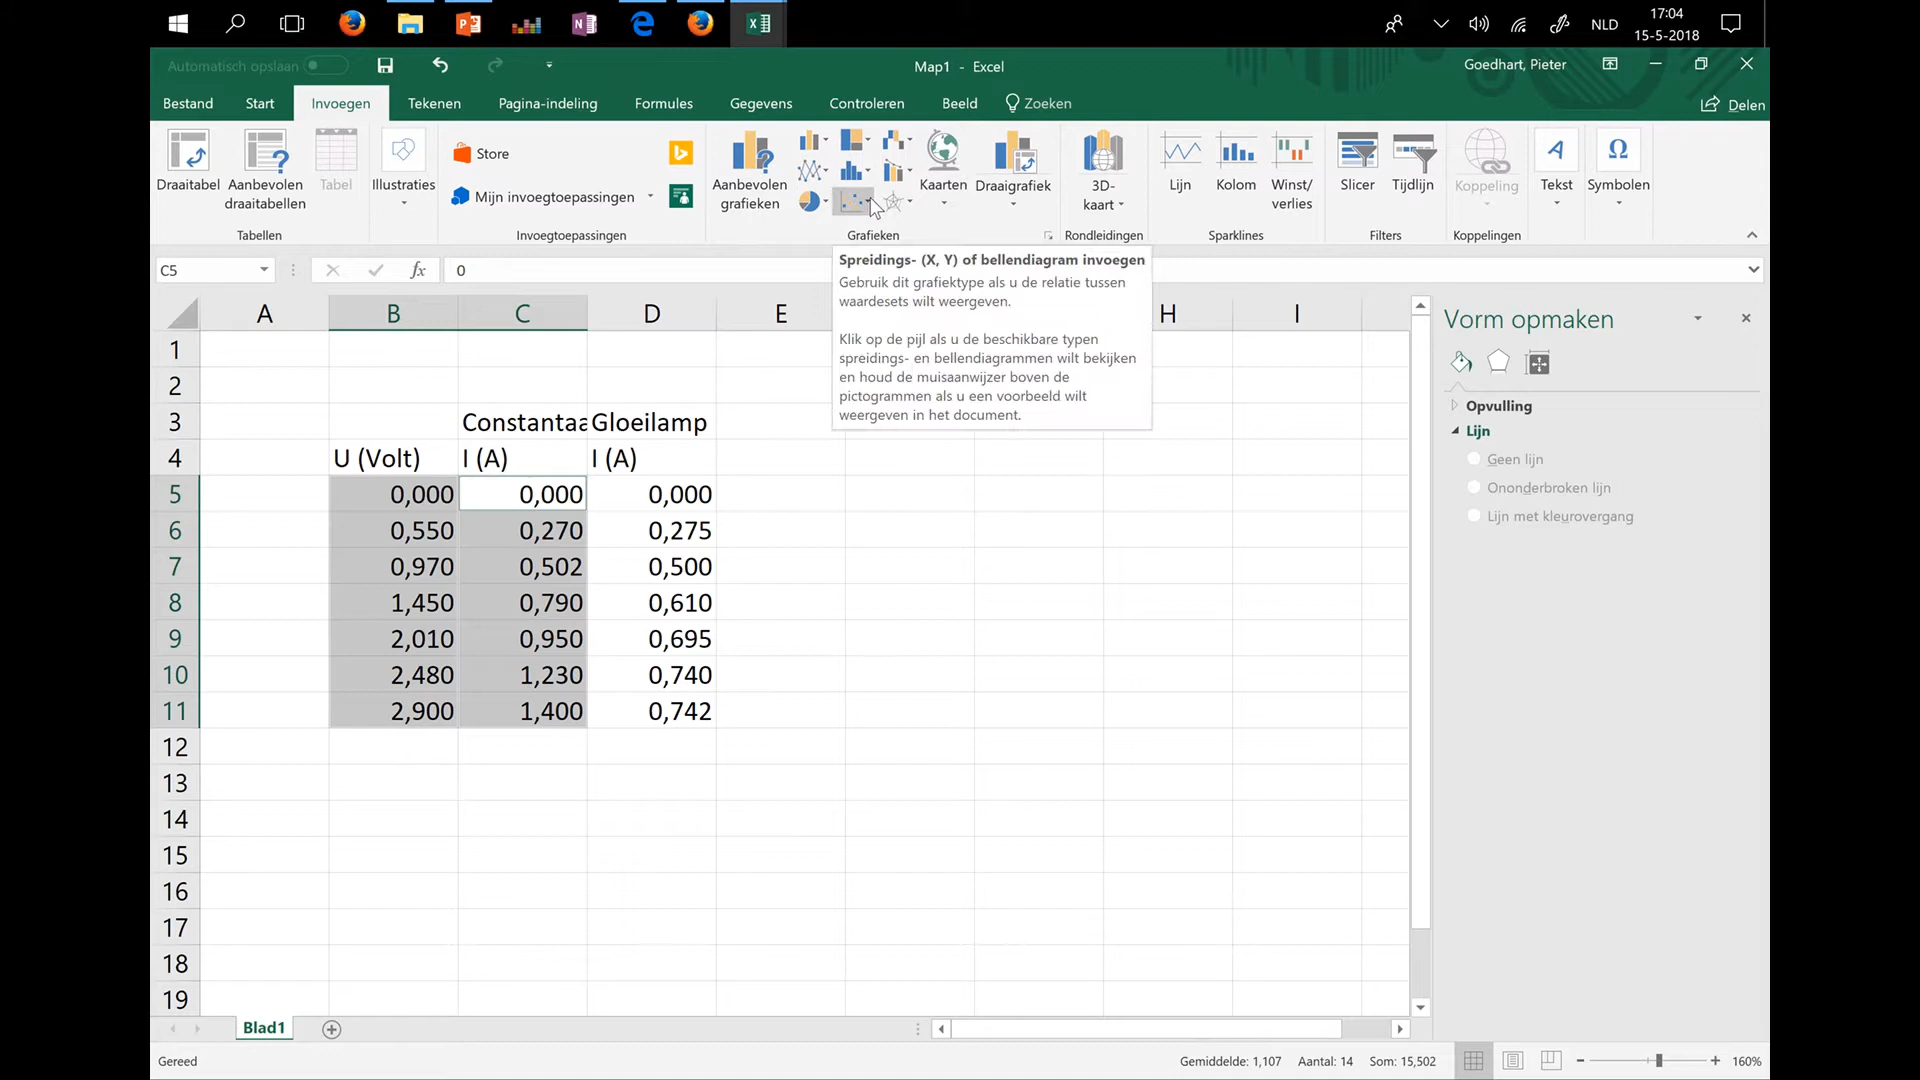 NLD
17:04
15-5-2018
Automatisch opslaan
Map1 - Excel
Goedhart, Pieter
Bestand
Start
Invoegen
Tekenen
Pagina-indeling
Formules
Gegevens
Controleren
Beeld
Zoeken
Delen
Draaitabel
Aanbevolen
draaitabellen
Tabel
Tabellen
Illustraties
Store
Mijn invoegtoepassingen
Invoegtoepassingen
Aanbevolen
grafieken
Kaarten
Draaigrafiek
Grafieken
3D-
kaart
Rondleidingen
Lijn
Kolom
Winst/
verlies
Sparklines
Slicer
Tijdlijn
Filters
Koppeling
Koppelingen
Tekst
Symbolen
C5
fx
0
Spreidings- (X, Y) of bellendiagram invoegen
Gebruik dit grafiektype als u de relatie tussen
waardesets wilt weergeven.
Klik op de pijl als u de beschikbare typen
spreidings- en bellendiagrammen wilt bekijken
en houd de muisaanwijzer boven de
pictogrammen als u een voorbeeld wilt
weergeven in het document.
A B C D E H I
1
2
3 Constantaa Gloeilamp
4 U (Volt) I (A) I (A)
5 0,000 0,000 0,000
6 0,550 0,270 0,275
7 0,970 0,502 0,500
8 1,450 0,790 0,610
9 2,010 0,950 0,695
10 2,480 1,230 0,740
11 2,900 1,400 0,742
12
13
14
15
16
17
18
19
Vorm opmaken
Opvulling
Lijn
Geen lijn
Ononderbroken lijn
Lijn met kleurovergang
Blad1
Gereed
Gemiddelde: 1,107 Aantal: 14 Som: 15,502
160%